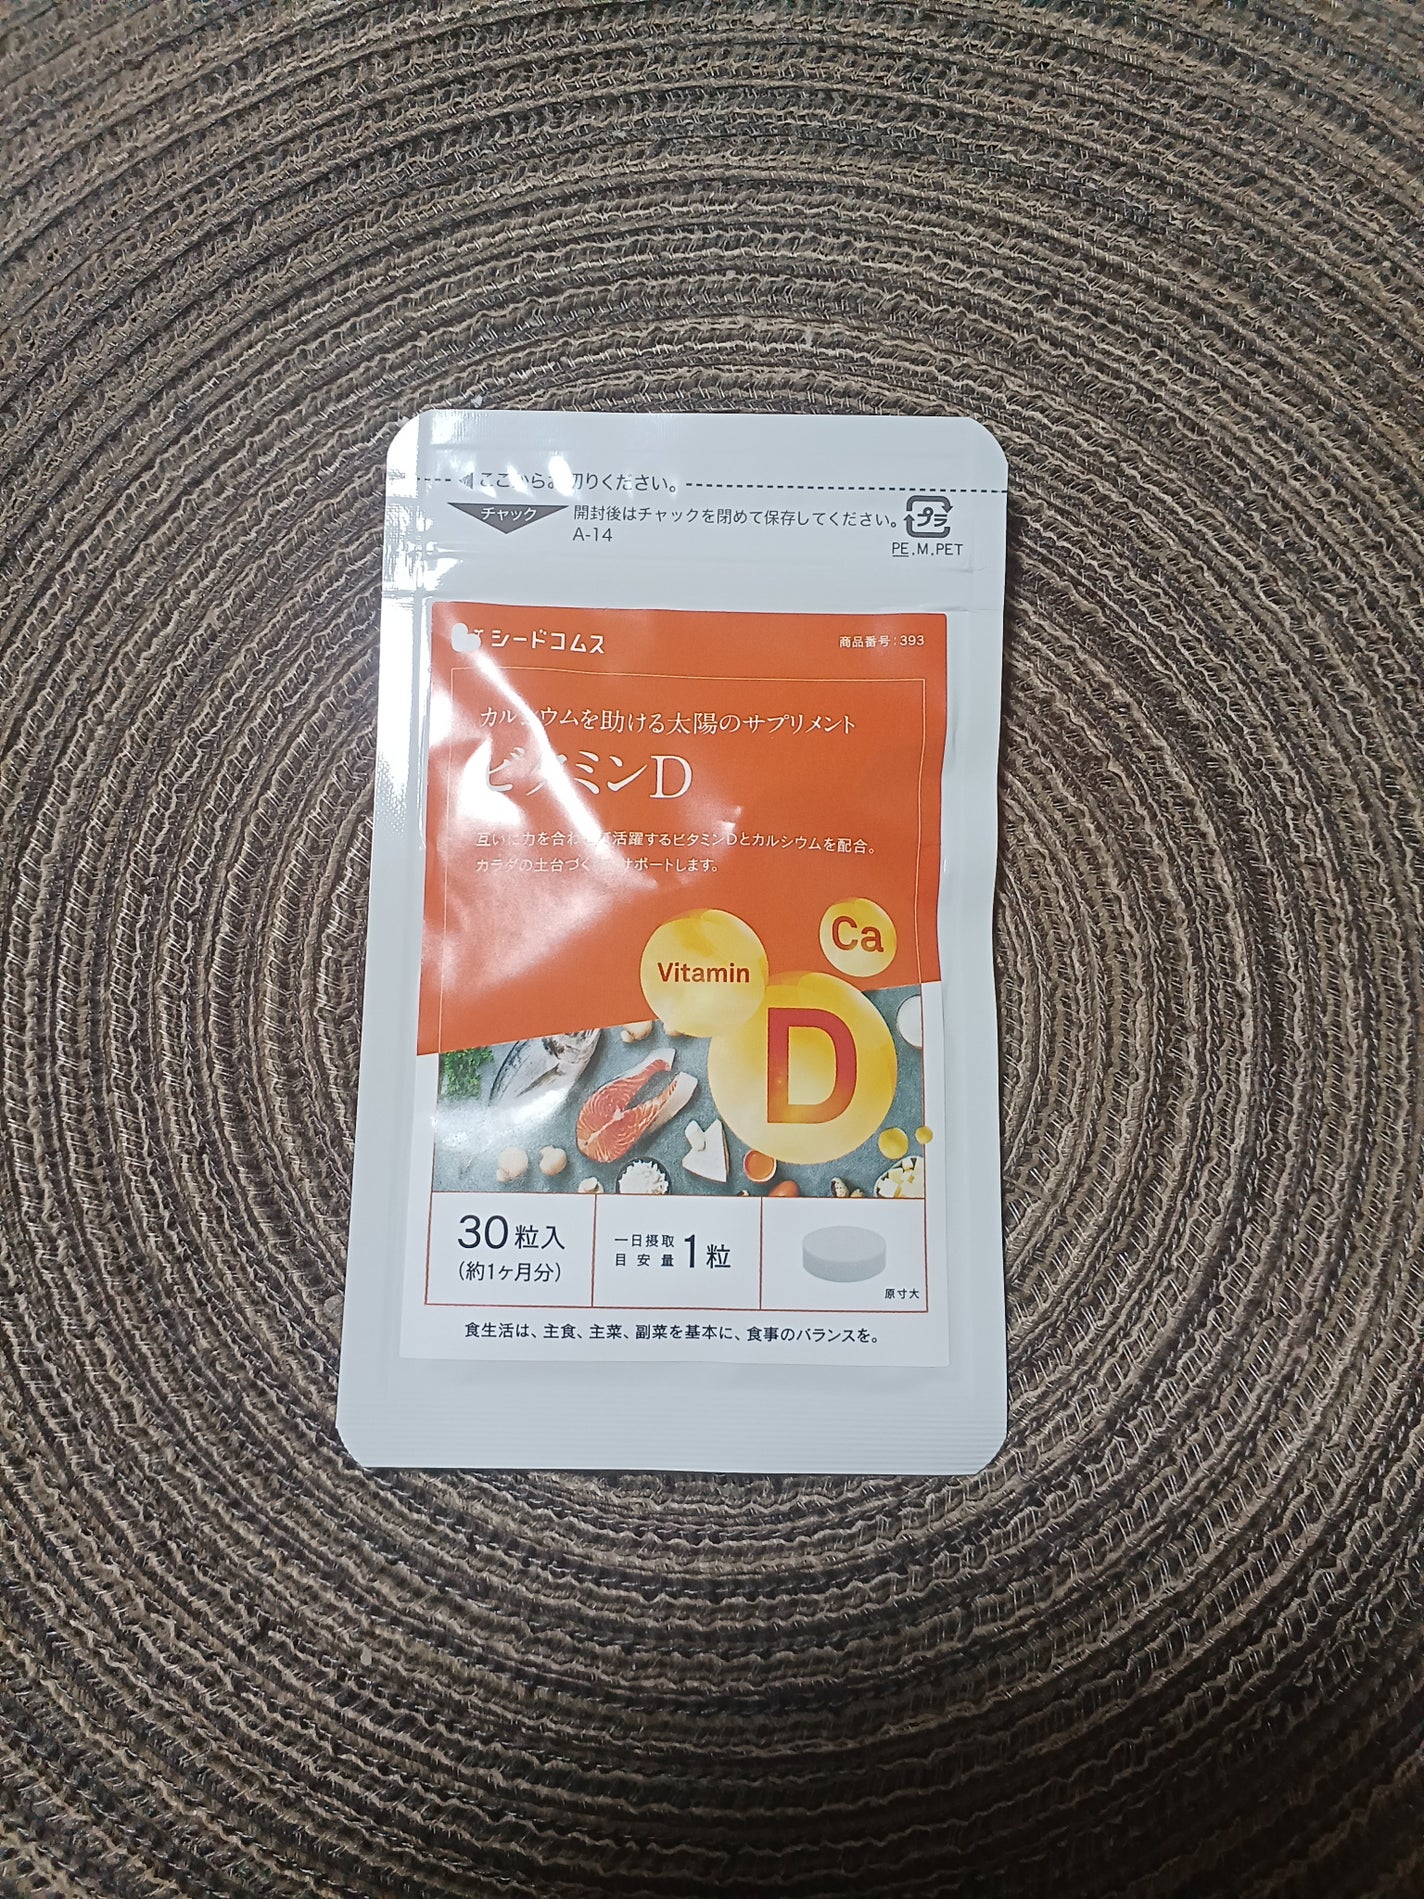 ここからお切りください。
チャック
開封後はチャックを閉めて保存してください。
A-14
プラ
PE.M.PET
シードコムス
商品番号:393
カルシウムを助ける太陽のサプリメント
ビタミンD
互いに力を合わせて活躍するビタミンDとカルシウムを配合。
カラダの土台づくりをサポートします。
Ca
Vitamin
D
30粒入
(約1ヶ月分)
一日摂取
目安量 1粒
原寸大
食生活は、主食、主菜、副菜を基本に、食事のバランスを。